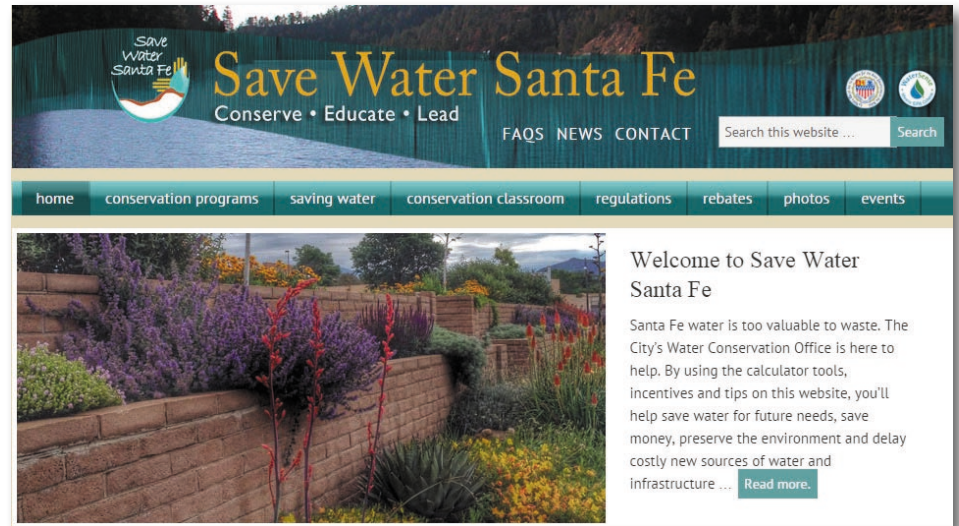 Save
Water
Santa Fe
Save Water Santa Fe
Conserve • Educate • Lead
FAQS NEWS CONTACT
Search this website ...
Search
home conservation programs saving water conservation classroom regulations rebates photos events
Welcome to Save Water
Santa Fe
Santa Fe water is too valuable to waste. The
City's Water Conservation Office is here to
help. By using the calculator tools,
incentives and tips on this website, you'll
help save water for future needs, save
money, preserve the environment and delay
costly new sources of water and
infrastructure ... Read more.